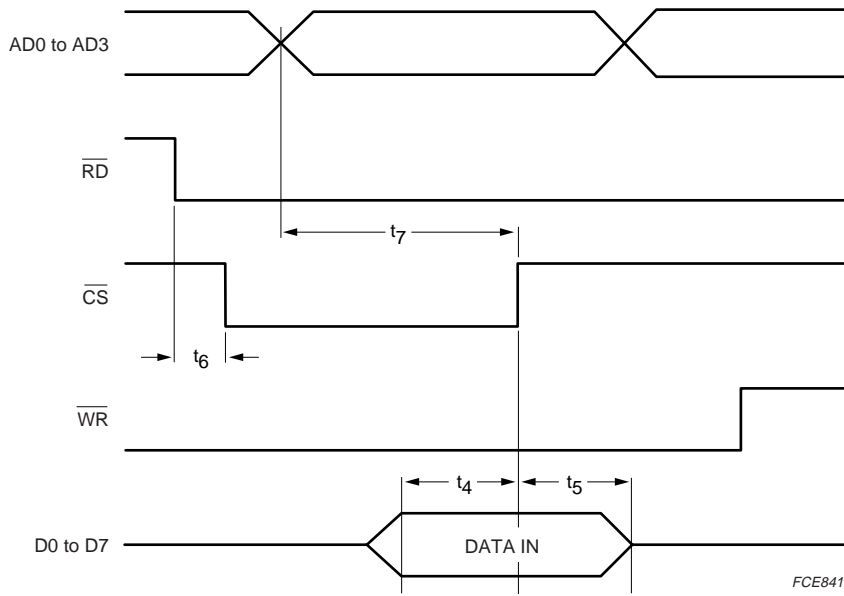 AD0 to AD3
RD
t7
CS
t6
WR
t4
t5
D0 to D7
DATA IN
FCE841